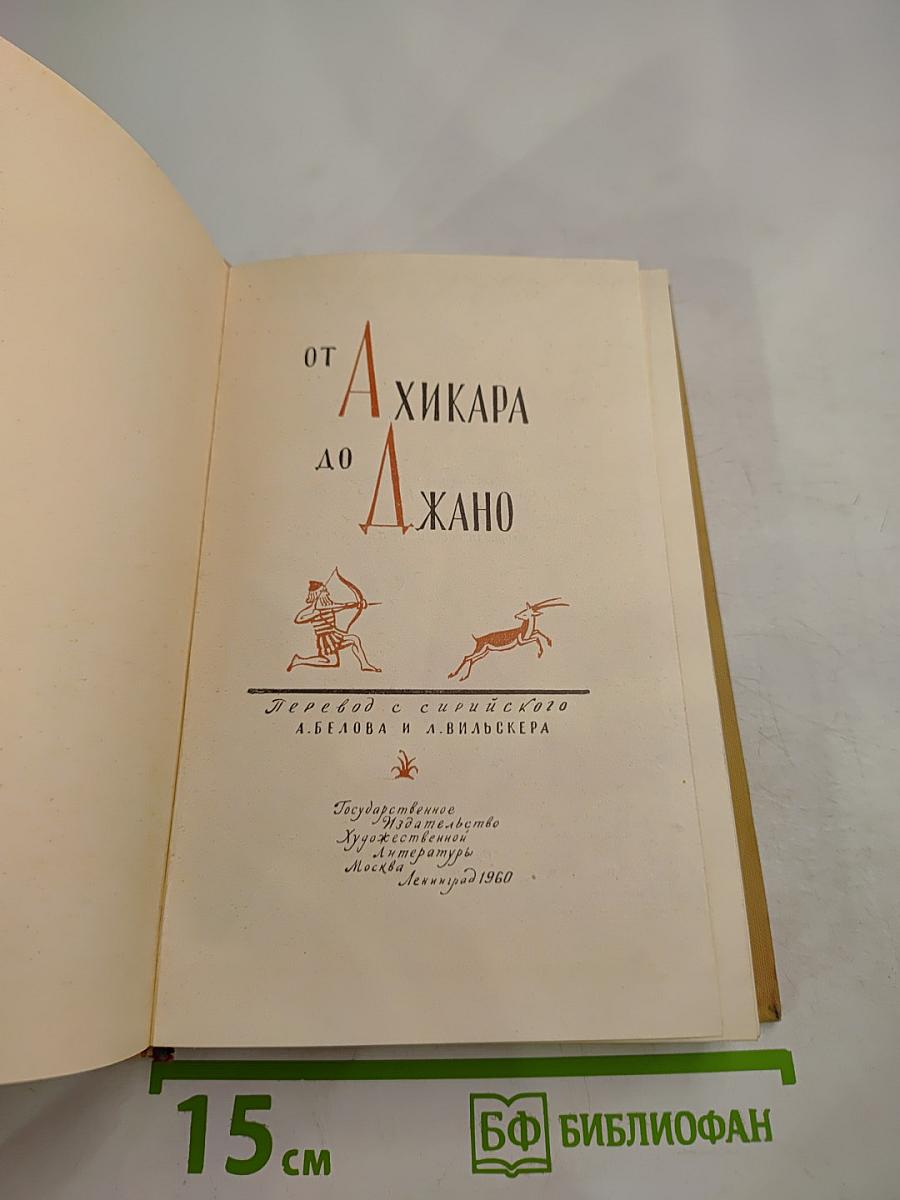 от Ахикара
до Джано
Перевод с сирийского
А. БЕЛОВА И Л. ВИЛЬСКЕРА
Государственное
Издательство
Художественной
Литературы
Москва
Ленинград 1960
15 см
БФ БИБЛИОФАН